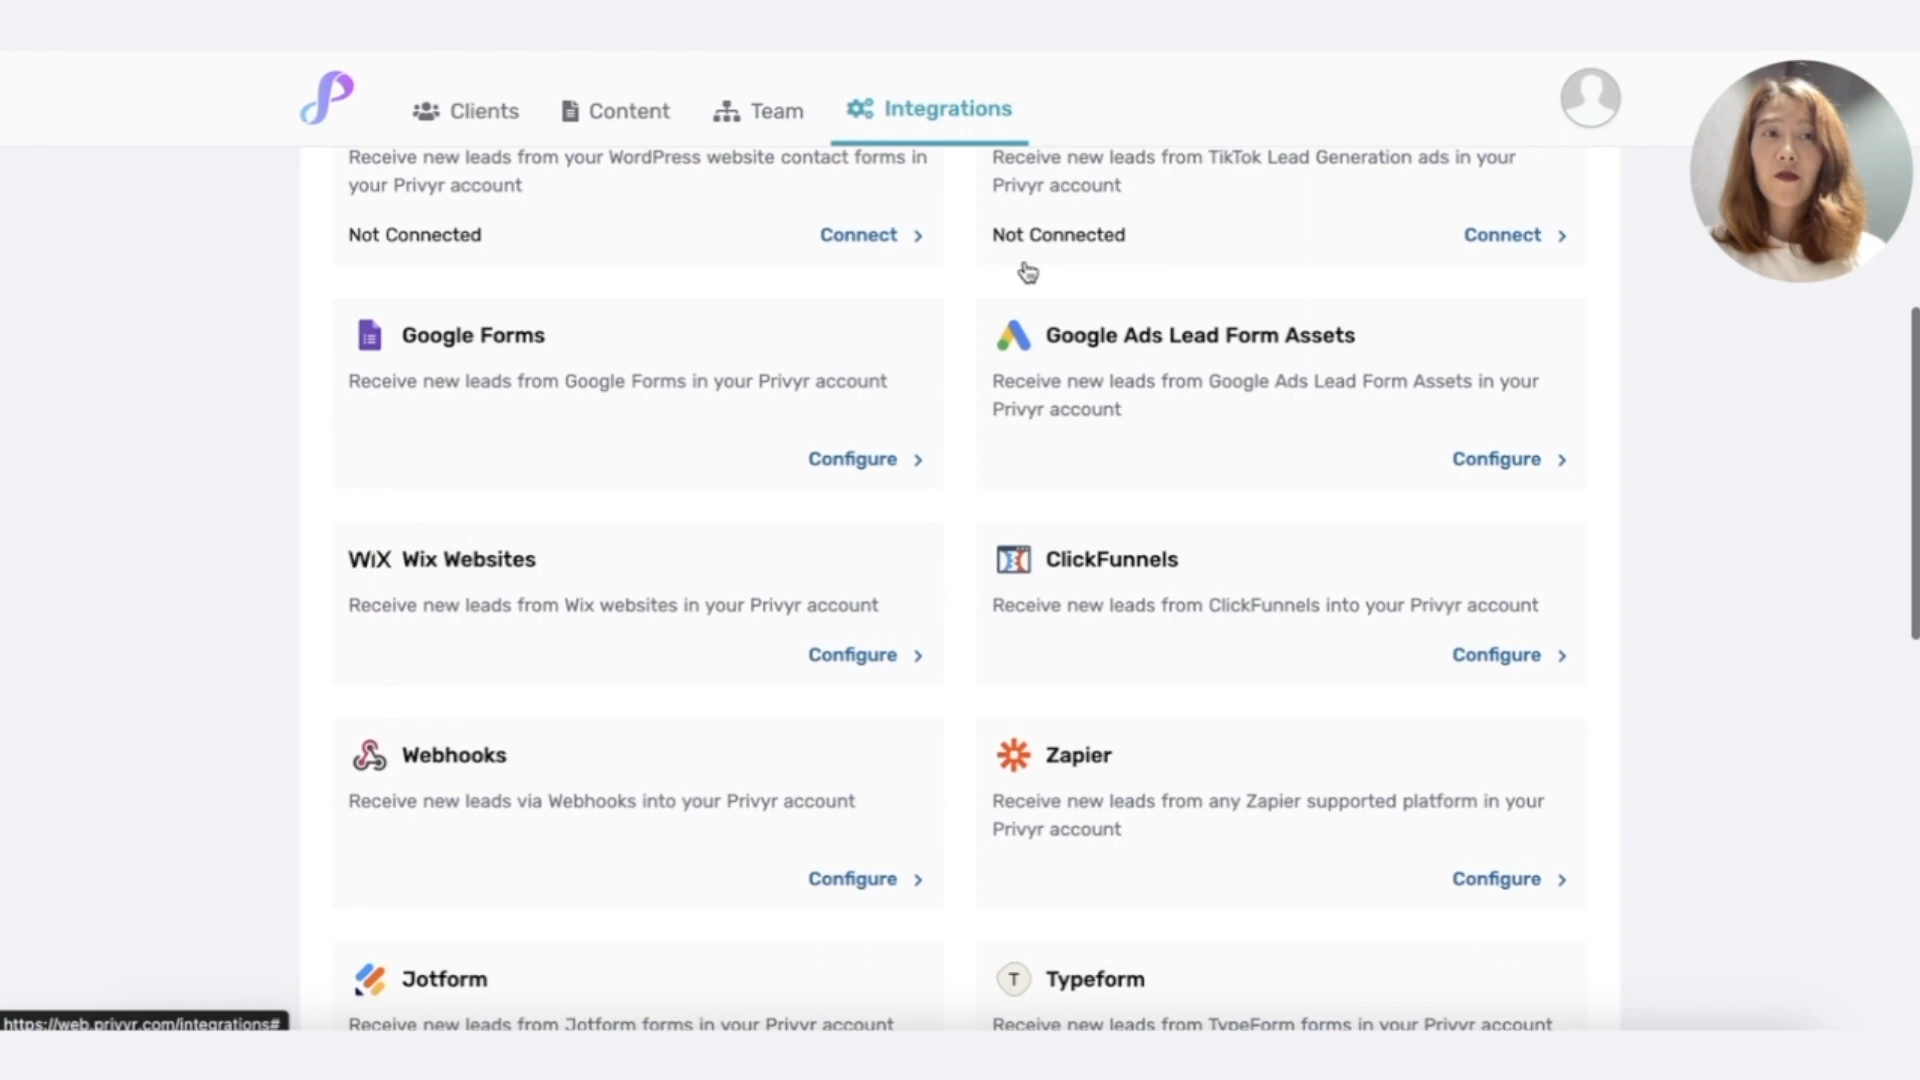 Clients
Content
Team
Integrations
Receive new leads from your WordPress website contact forms in
your Privyr account
Not Connected
Connect
Receive new leads from TikTok Lead Generation ads in your
Privyr account
Not Connected
Connect
Google Forms
Receive new leads from Google Forms in your Privyr account
Configure
Google Ads Lead Form Assets
Receive new leads from Google Ads Lead Form Assets in your
Privyr account
Configure
WiX Wix Websites
Receive new leads from Wix websites in your Privyr account
Configure
ClickFunnels
Receive new leads from ClickFunnels into your Privyr account
Configure
Webhooks
Receive new leads via Webhooks into your Privyr account
Configure
Zapier
Receive new leads from any Zapier supported platform in your
Privyr account
Configure
Jotform
Receive new leads from Jotform forms in your Privyr account
T Typeform
Receive new leads from TypeForm forms in your Privyr account
https://web.privyr.com/integrations#